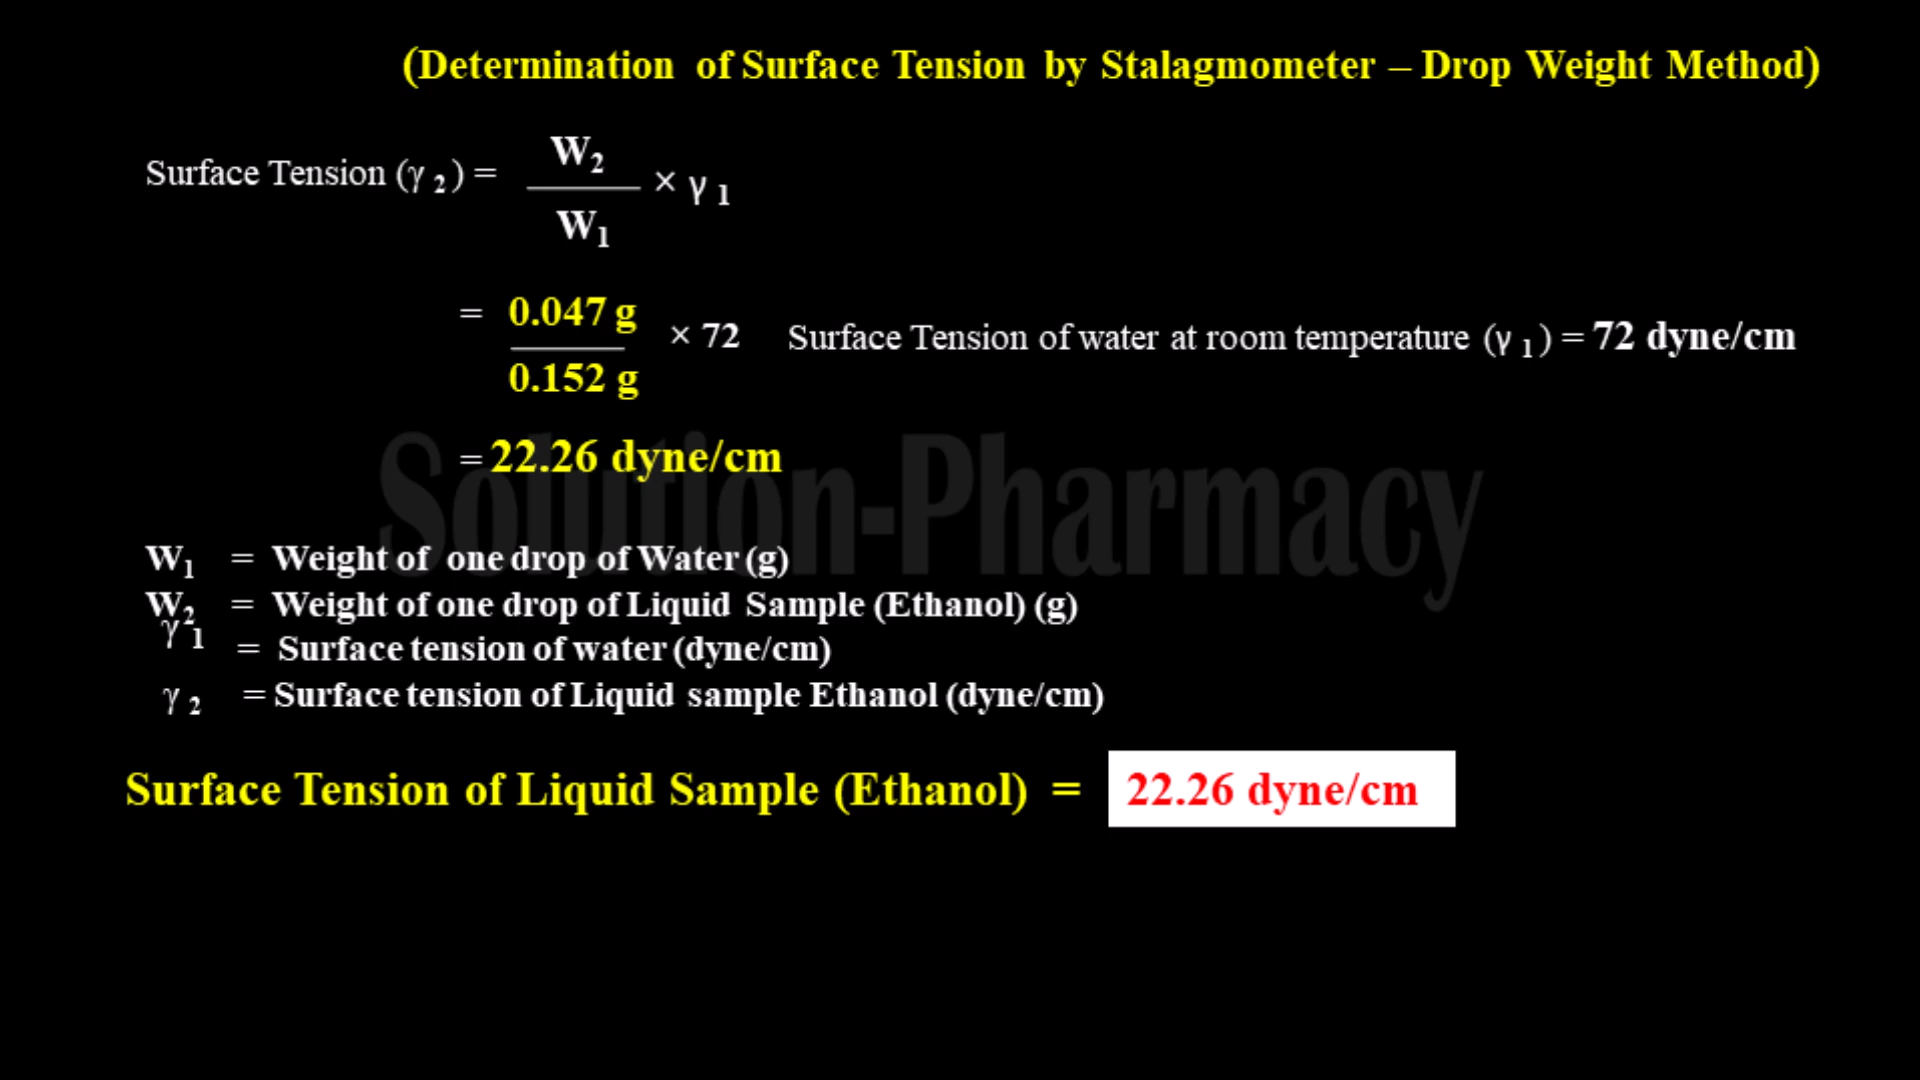 (Determination of Surface Tension by Stalagmometer – Drop Weight Method)
Surface Tension (γ 2) = W2 / W1 × γ 1
= 0.047 g / 0.152 g × 72 Surface Tension of water at room temperature (γ 1) = 72 dyne/cm
= 22.26 dyne/cm
Solution-Pharmacy
W1 = Weight of one drop of Water (g)
W2 = Weight of one drop of Liquid Sample (Ethanol) (g)
γ 1 = Surface tension of water (dyne/cm)
γ 2 = Surface tension of Liquid sample Ethanol (dyne/cm)
Surface Tension of Liquid Sample (Ethanol) = 22.26 dyne/cm